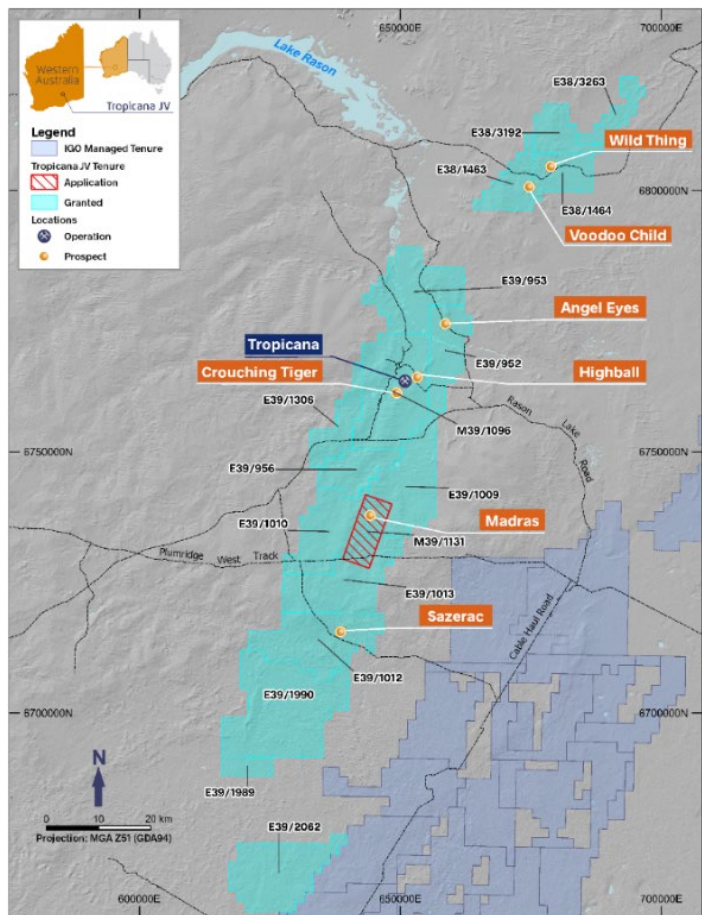 650000E
700000E
Western
Australia
Tropicana JV
Legend
IGO Managed Tenure
Tropicana JV Tenure
Application
Granted
Locations
Operation
Prospect
Lake Rason
E38/3263
E38/3192
Wild Thing
E38/1463
6800000N
E38/1464
Voodoo Child
E39/953
Angel Eyes
Tropicana
E39/952
Crouching Tiger
Highball
E39/1306
M39/1096
Rason Lake Road
6750000N
6750000N
E39/956
E39/1009
E39/1010
Madras
M39/1131
Plumridge West Track
E39/1013
Sazerac
Cable Haul Road
E39/1012
E39/1990
6700000N
6700000N
N
E39/1989
0 10 20 km
Projection: MGA Z51 (GDA94)
E39/2062
600000E
650000E
700000E